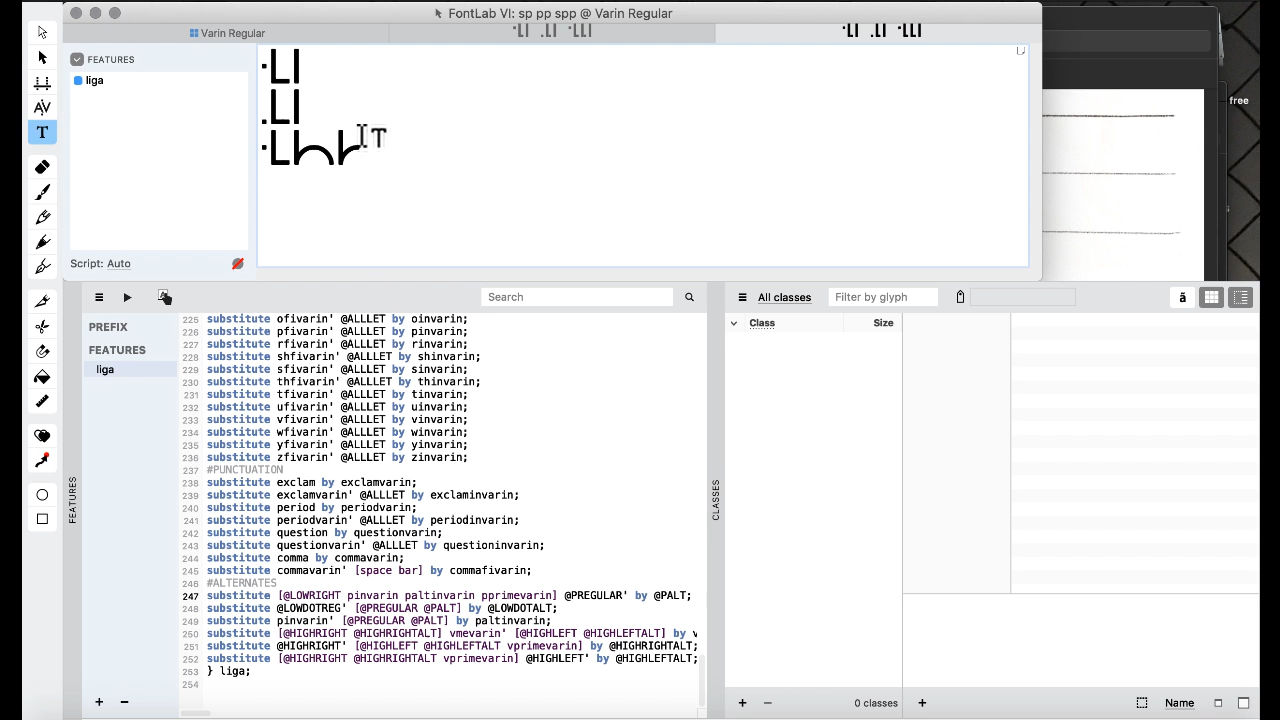 FontLab VI: sp pp spp @ Varin Regular
Varin Regular
FEATURES
liga
Script: Auto
free
Search
All classes
Filter by glyph
ă
PREFIX
FEATURES
liga
Class
Size
225 substitute ofivarin' @ALLLET by oinvarin;
226 substitute pfivarin' @ALLLET by pinvarin;
227 substitute rfivarin' @ALLLET by rinvarin;
228 substitute shfivarin' @ALLLET by shinvarin;
229 substitute sfivarin' @ALLLET by sinvarin;
230 substitute thfivarin' @ALLLET by thinvarin;
231 substitute tfivarin' @ALLLET by tinvarin;
232 substitute ufivarin' @ALLLET by uinvarin;
233 substitute vfivarin' @ALLLET by vinvarin;
234 substitute wfivarin' @ALLLET by winvarin;
235 substitute yfivarin' @ALLLET by yinvarin;
236 substitute zfivarin' @ALLLET by zinvarin;
237 #PUNCTUATION
238 substitute exclam by exclamvarin;
239 substitute exclamvarin' @ALLLET by exclaminvarin;
240 substitute period by periodvarin;
241 substitute periodvarin' @ALLLET by periodinvarin;
242 substitute question by questionvarin;
243 substitute questionvarin' @ALLLET by questioninvarin;
244 substitute comma by commavarin;
245 substitute commavarin' [space bar] by commafivarin;
246 #ALTERNATES
247 substitute [@LOWRIGHT pinvarin paltinvarin pprimevarin] @PREGULAR' by @PALT;
248 substitute @LOWDOTREG' [@PREGULAR @PALT] by @LOWDOTALT;
249 substitute pinvarin' [@PREGULAR @PALT] by paltinvarin;
250 substitute [@HIGHRIGHT @HIGHRIGHTALT] vmevarin' [@HIGHLEFT @HIGHLEFTALT] by v
251 substitute @HIGHRIGHT' [@HIGHLEFT @HIGHLEFTALT vprimevarin] by @HIGHRIGHTALT;
252 substitute [@HIGHRIGHT @HIGHRIGHTALT vprimevarin] @HIGHLEFT' by @HIGHLEFTALT;
253 } liga;
254
FEATURES
CLASSES
0 classes
Name